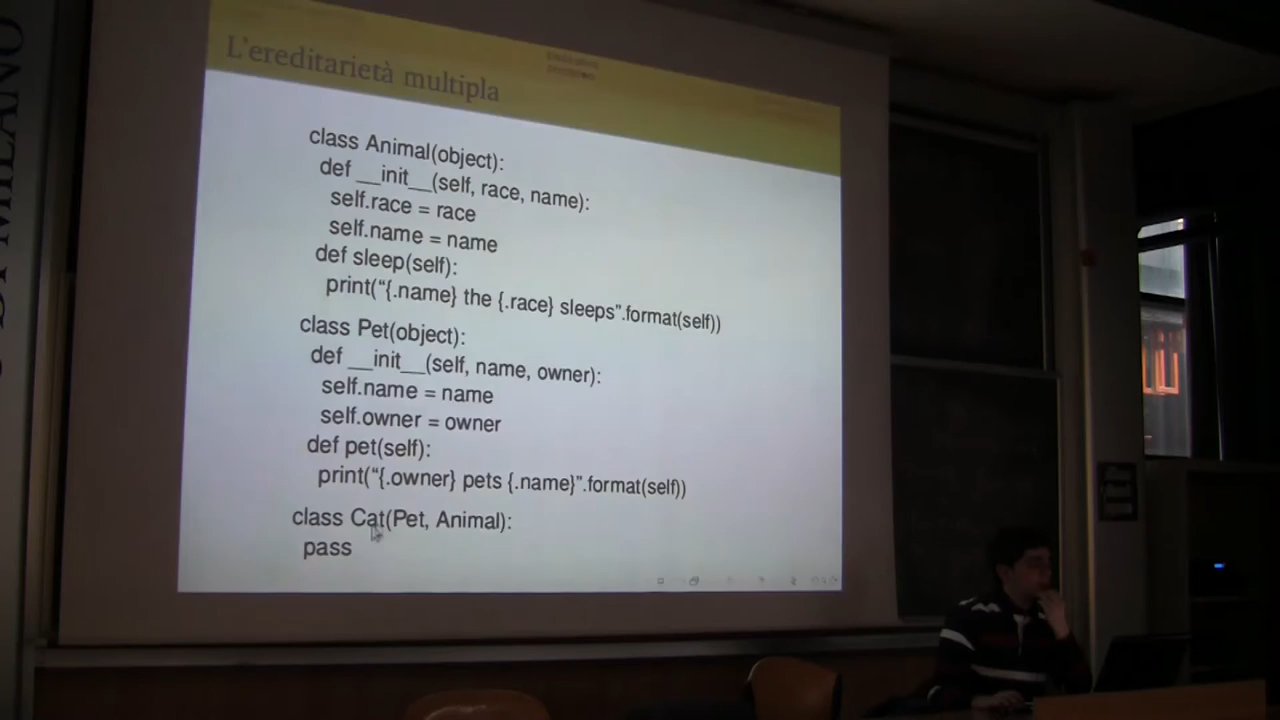 L'ereditarietà multipla
class Animal(object):
def __init__(self, race, name):
self.race = race
self.name = name
def sleep(self):
print(“{.name} the {.race} sleeps”.format(self))
class Pet(object):
def __init__(self, name, owner):
self.name = name
self.owner = owner
def pet(self):
print(“{.owner} pets {.name}”.format(self))
class Cat(Pet, Animal):
pass
DI MILANO